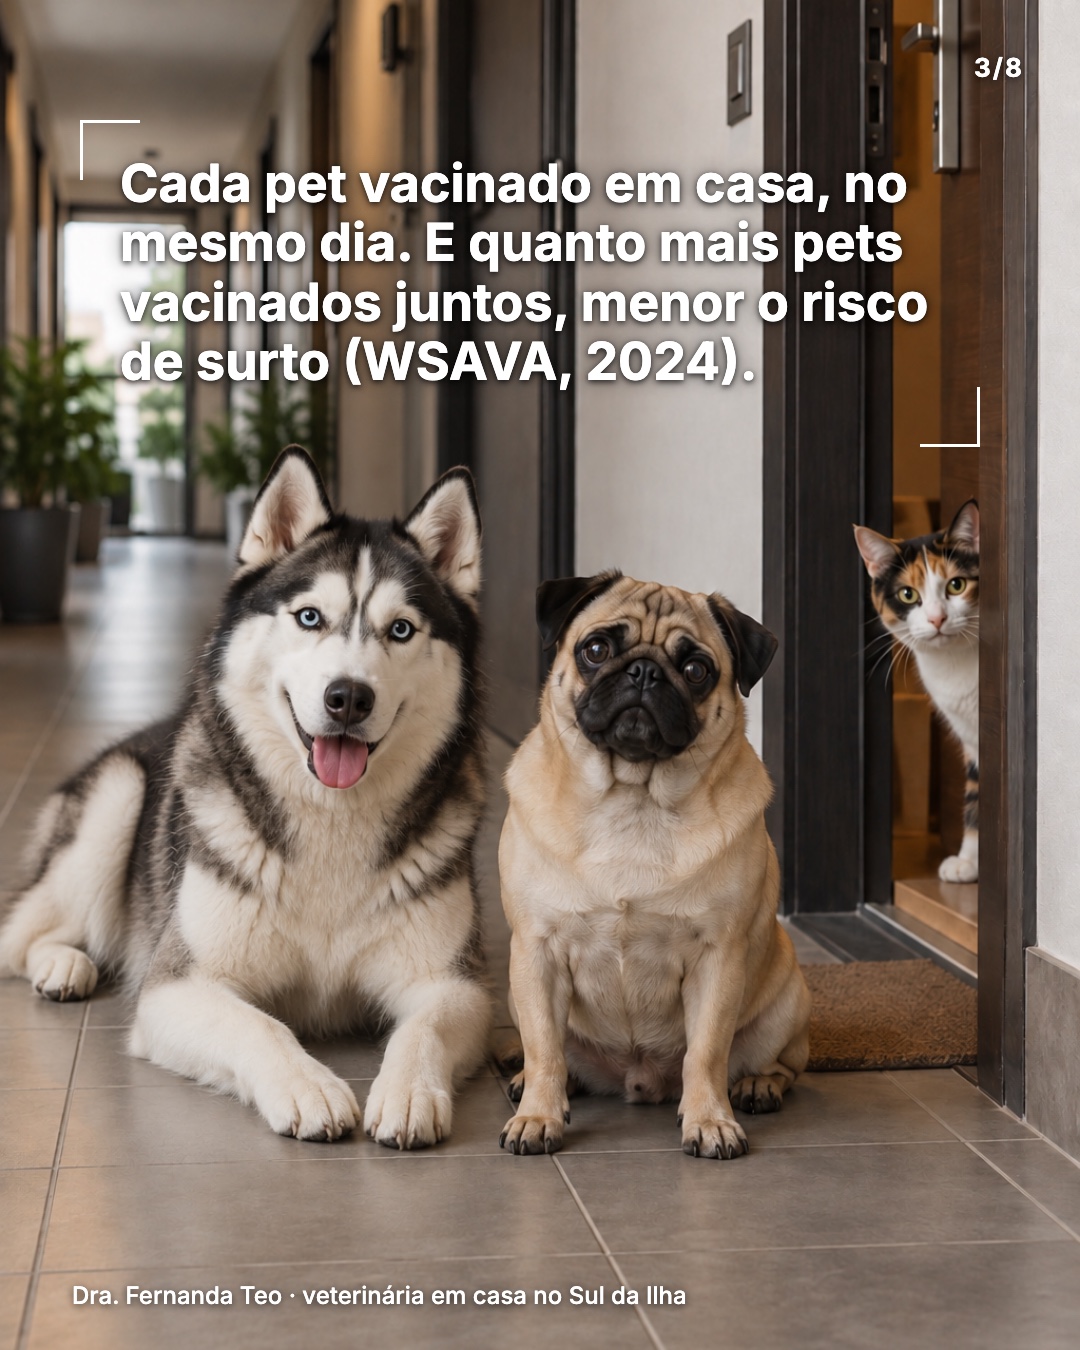 3/8
Cada pet vacinado em casa, no
mesmo dia. E quanto mais pets
vacinados juntos, menor o risco
de surto (WSAVA, 2024).
Dra. Fernanda Teo · veterinária em casa no Sul da Ilha